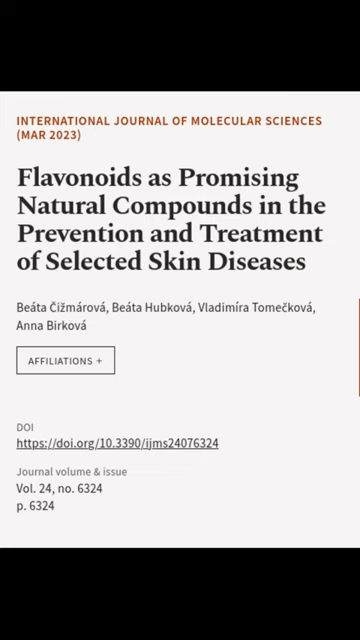 INTERNATIONAL JOURNAL OF MOLECULAR SCIENCES
(MAR 2023)
Flavonoids as Promising
Natural Compounds in the
Prevention and Treatment
of Selected Skin Diseases
Beáta Čižmárová, Beáta Hubková, Vladimíra Tomečková,
Anna Birková
AFFILIATIONS +
DOI
https://doi.org/10.3390/ijms24076324
Journal volume & issue
Vol. 24, no. 6324
p. 6324